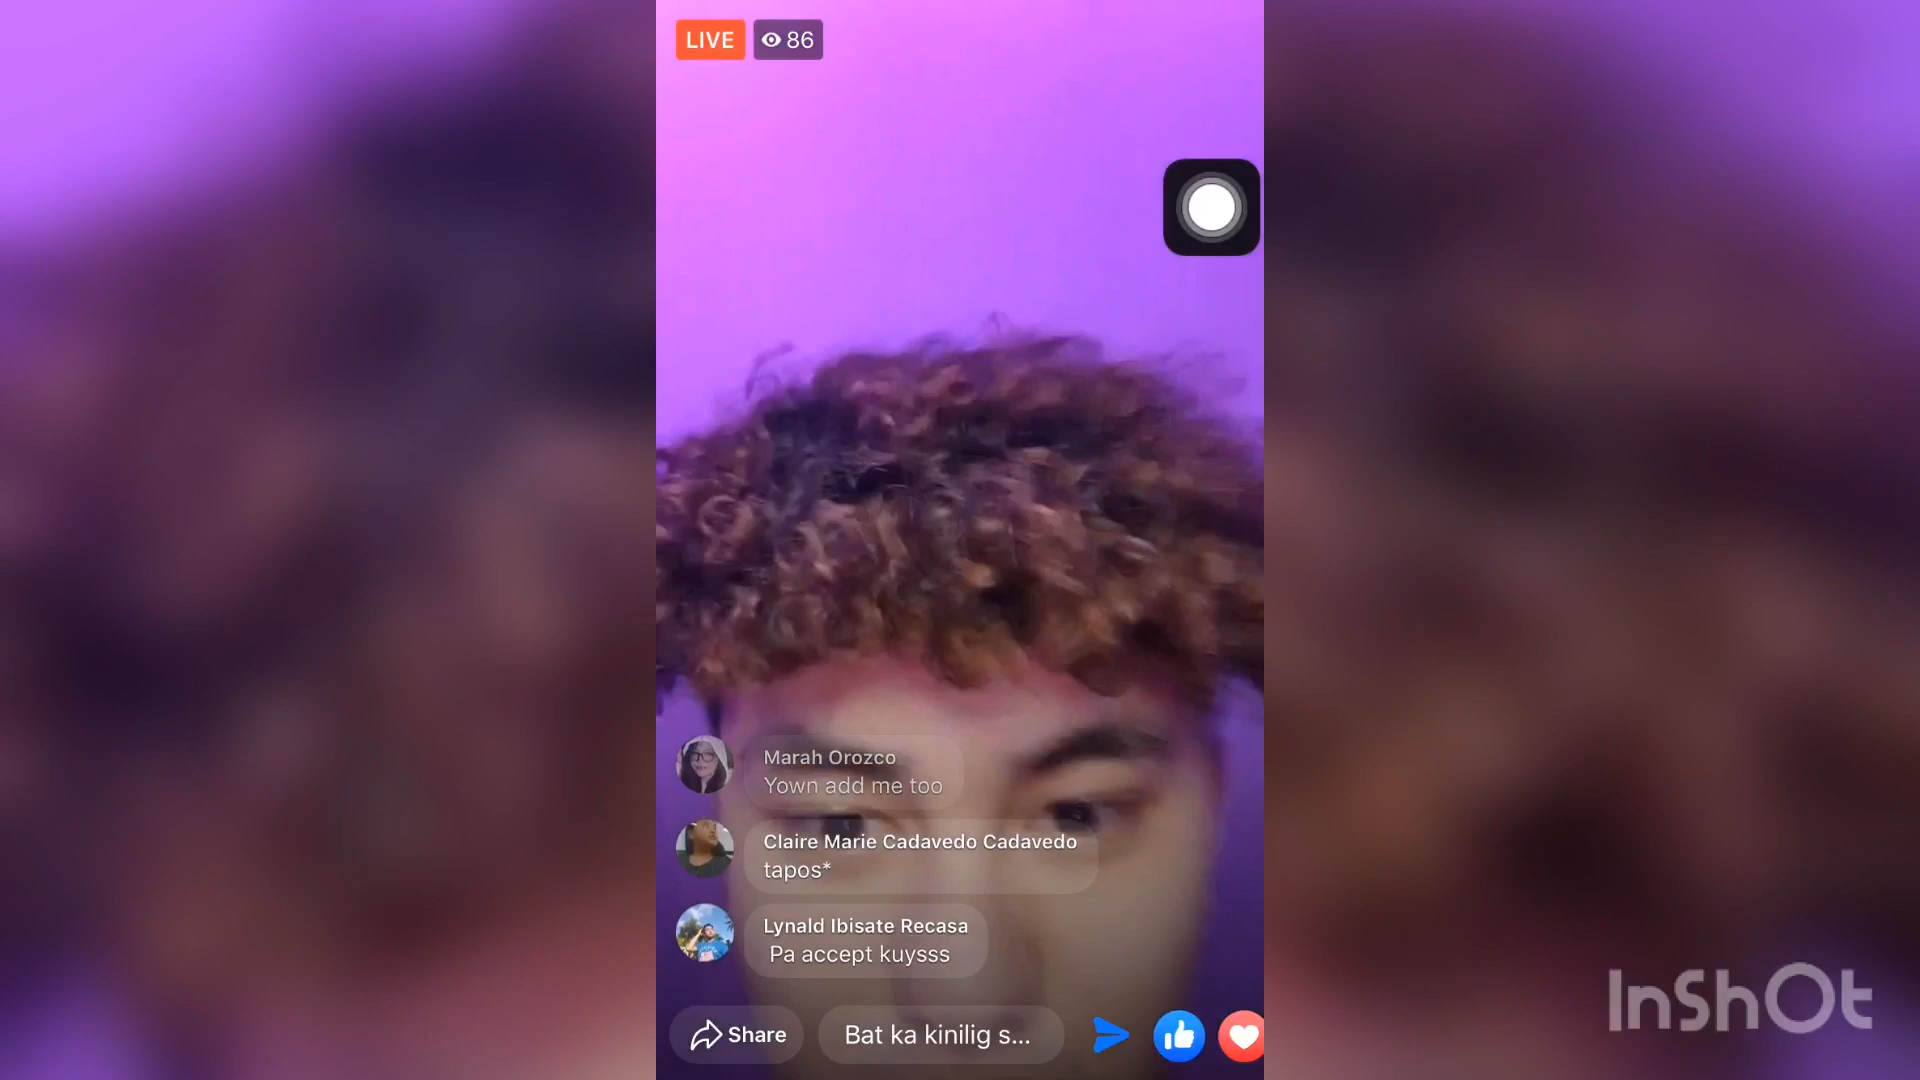 LIVE 86
Marah Orozco
Yown add me too
Claire Marie Cadavedo Cadavedo
tapos*
Lynald Ibisate Recasa
Pa accept kuysss
Share Bat ka kinilig s...
InShOt